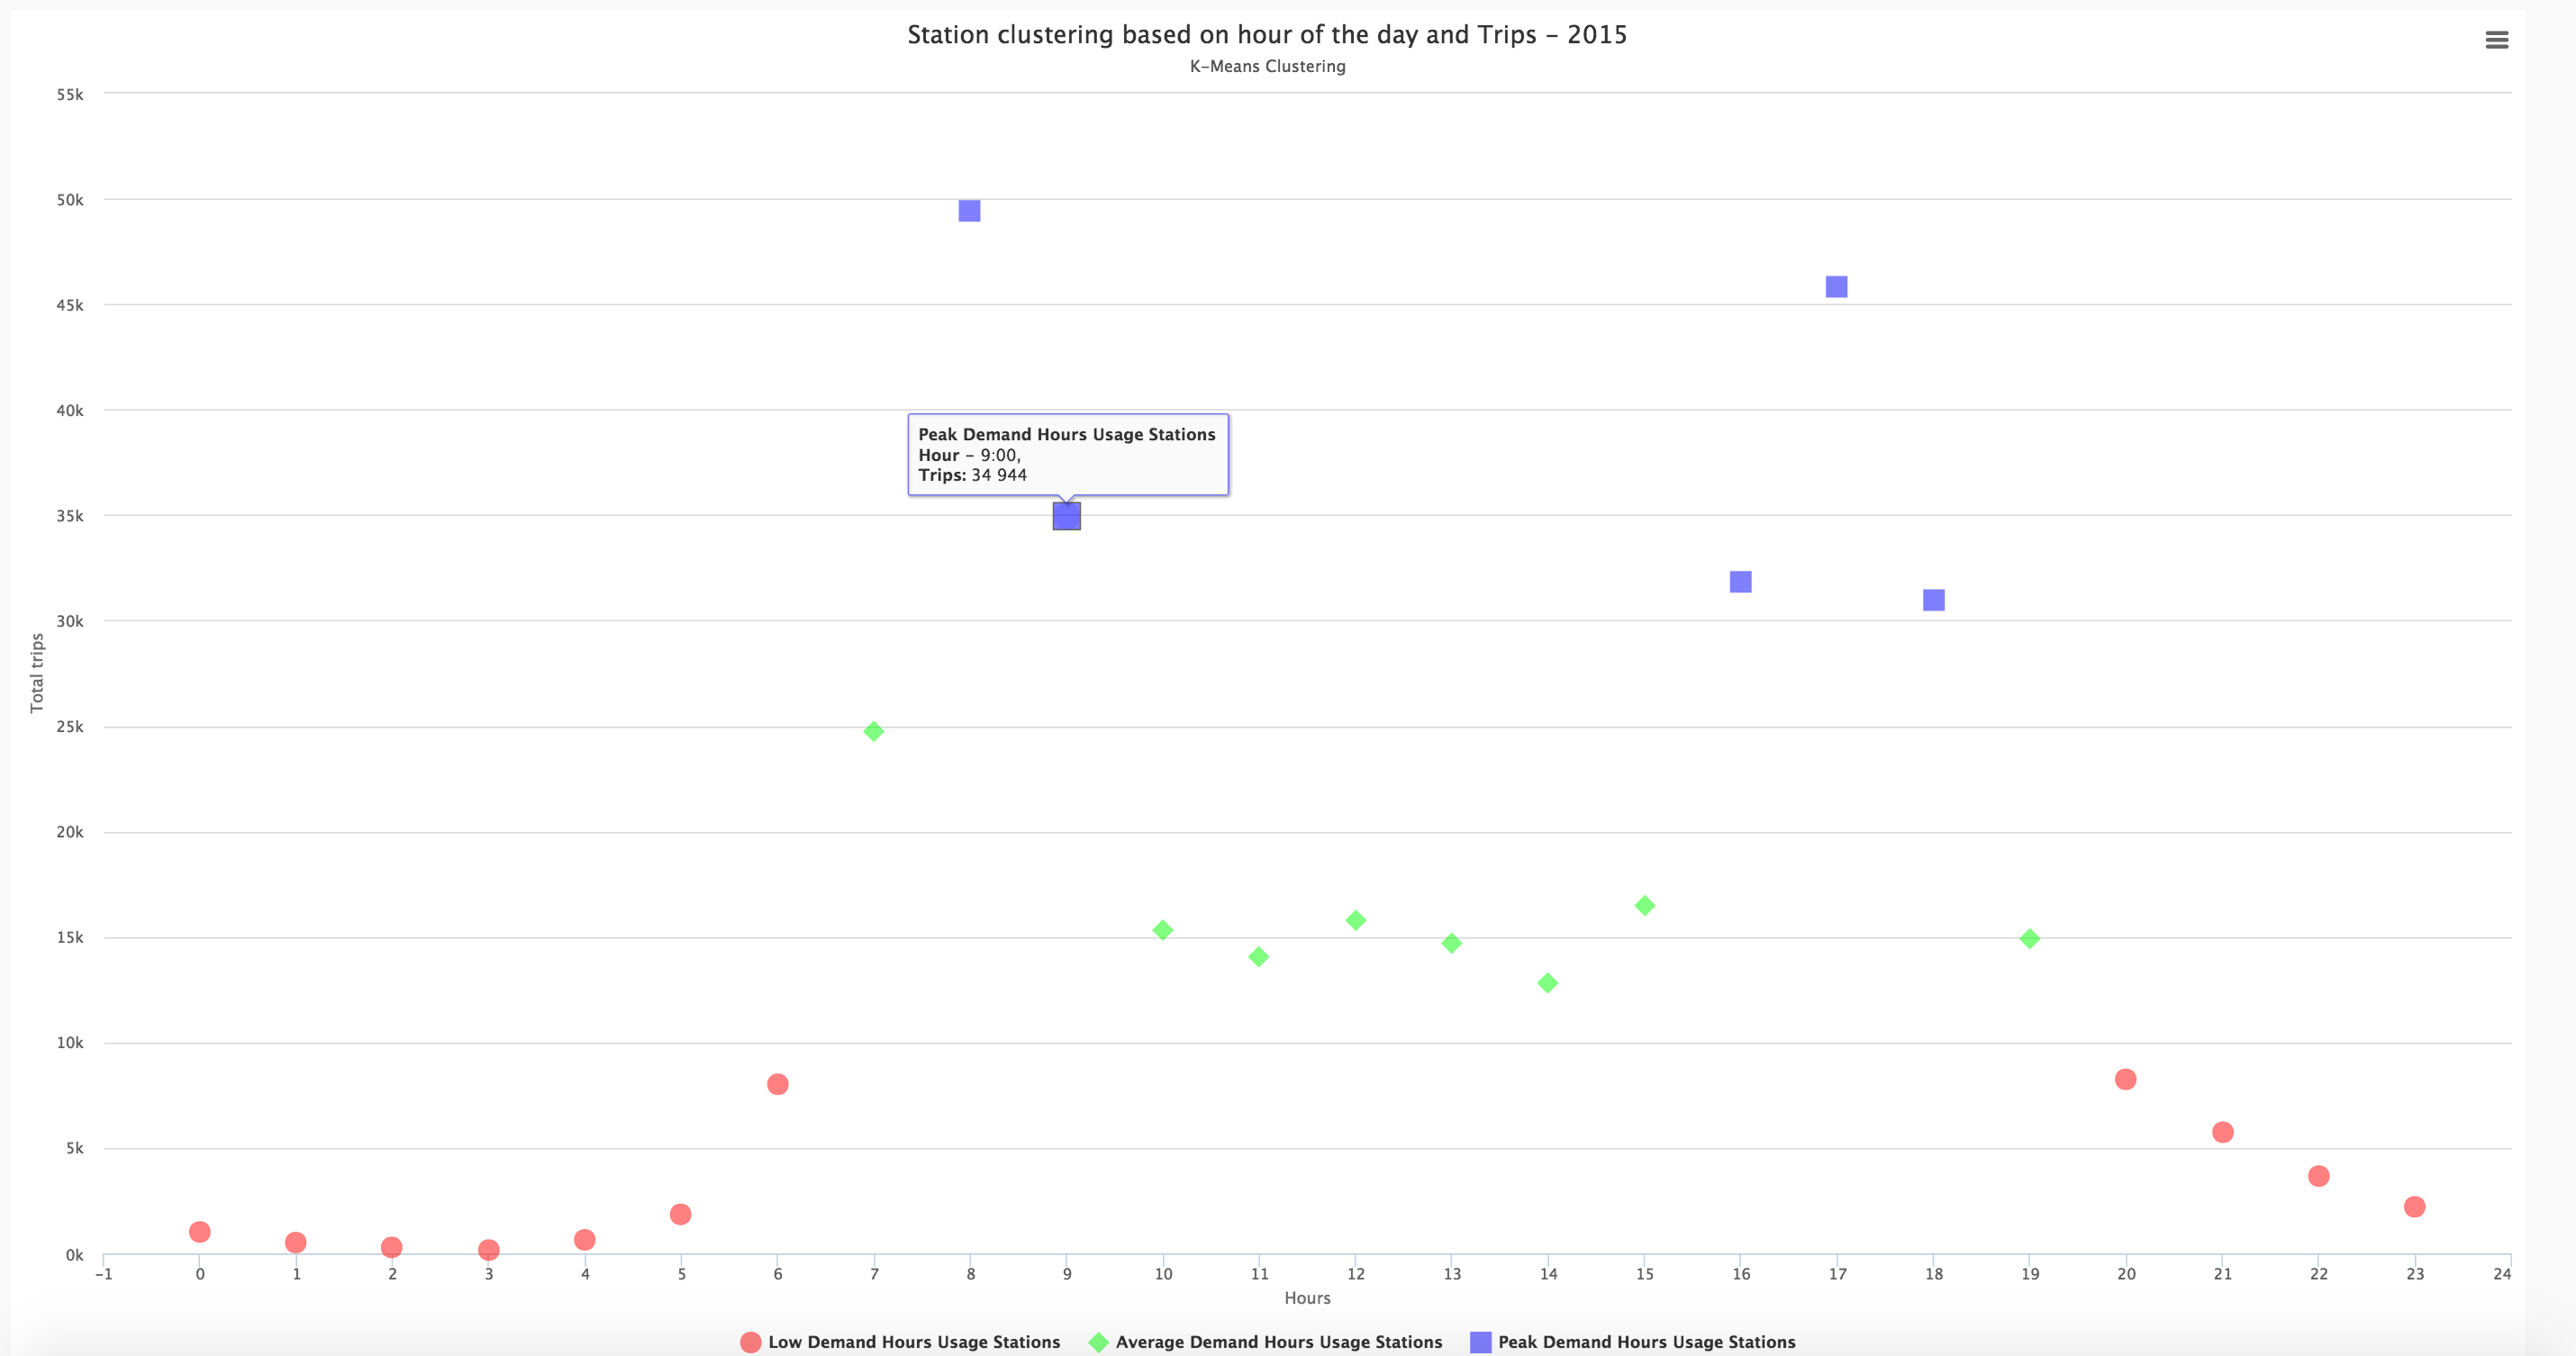 Station clustering based on hour of the day and Trips - 2015
K-Means Clustering
55k
50k
45k
40k
35k
30k
25k
20k
15k
10k
5k
0k
Total trips
Peak Demand Hours Usage Stations
Hour - 9:00,
Trips: 34 944
-1 0 1 2 3 4 5 6 7 8 9 10 11 12 13 14 15 16 17 18 19 20 21 22 23 24
Hours
Low Demand Hours Usage Stations Average Demand Hours Usage Stations Peak Demand Hours Usage Stations